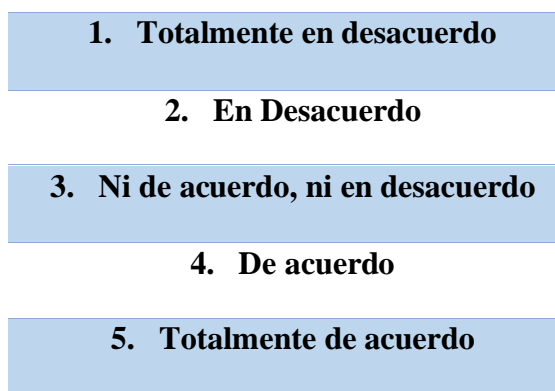 1. Totalmente en desacuerdo
2. En Desacuerdo
3. Ni de acuerdo, ni en desacuerdo
4. De acuerdo
5. Totalmente de acuerdo